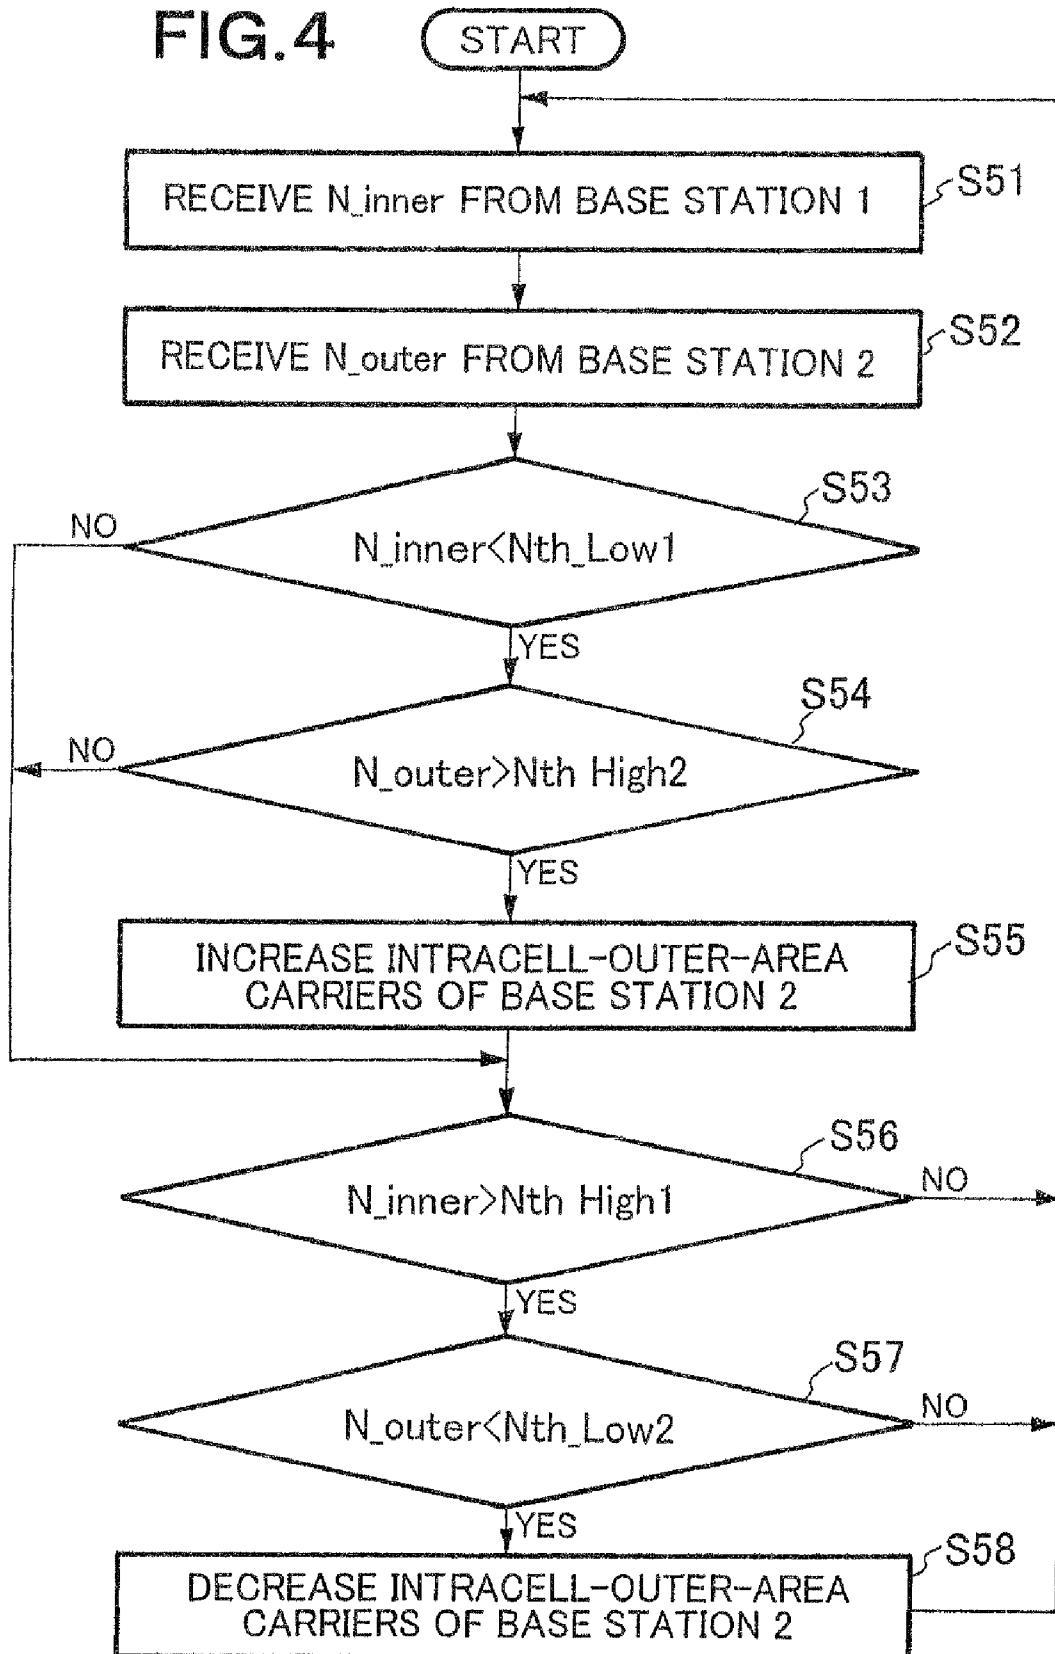 FIG.4
START
RECEIVE N_inner FROM BASE STATION 1
S51
RECEIVE N_outer FROM BASE STATION 2
S52
S53
NO
N_inner<Nth_Low1
YES
S54
NO
N_outer>Nth High2
YES
INCREASE INTRACELL-OUTER-AREA
CARRIERS OF BASE STATION 2
S55
S56
N_inner>Nth High1
NO
YES
S57
N_outer<Nth_Low2
NO
YES
S58
DECREASE INTRACELL-OUTER-AREA
CARRIERS OF BASE STATION 2